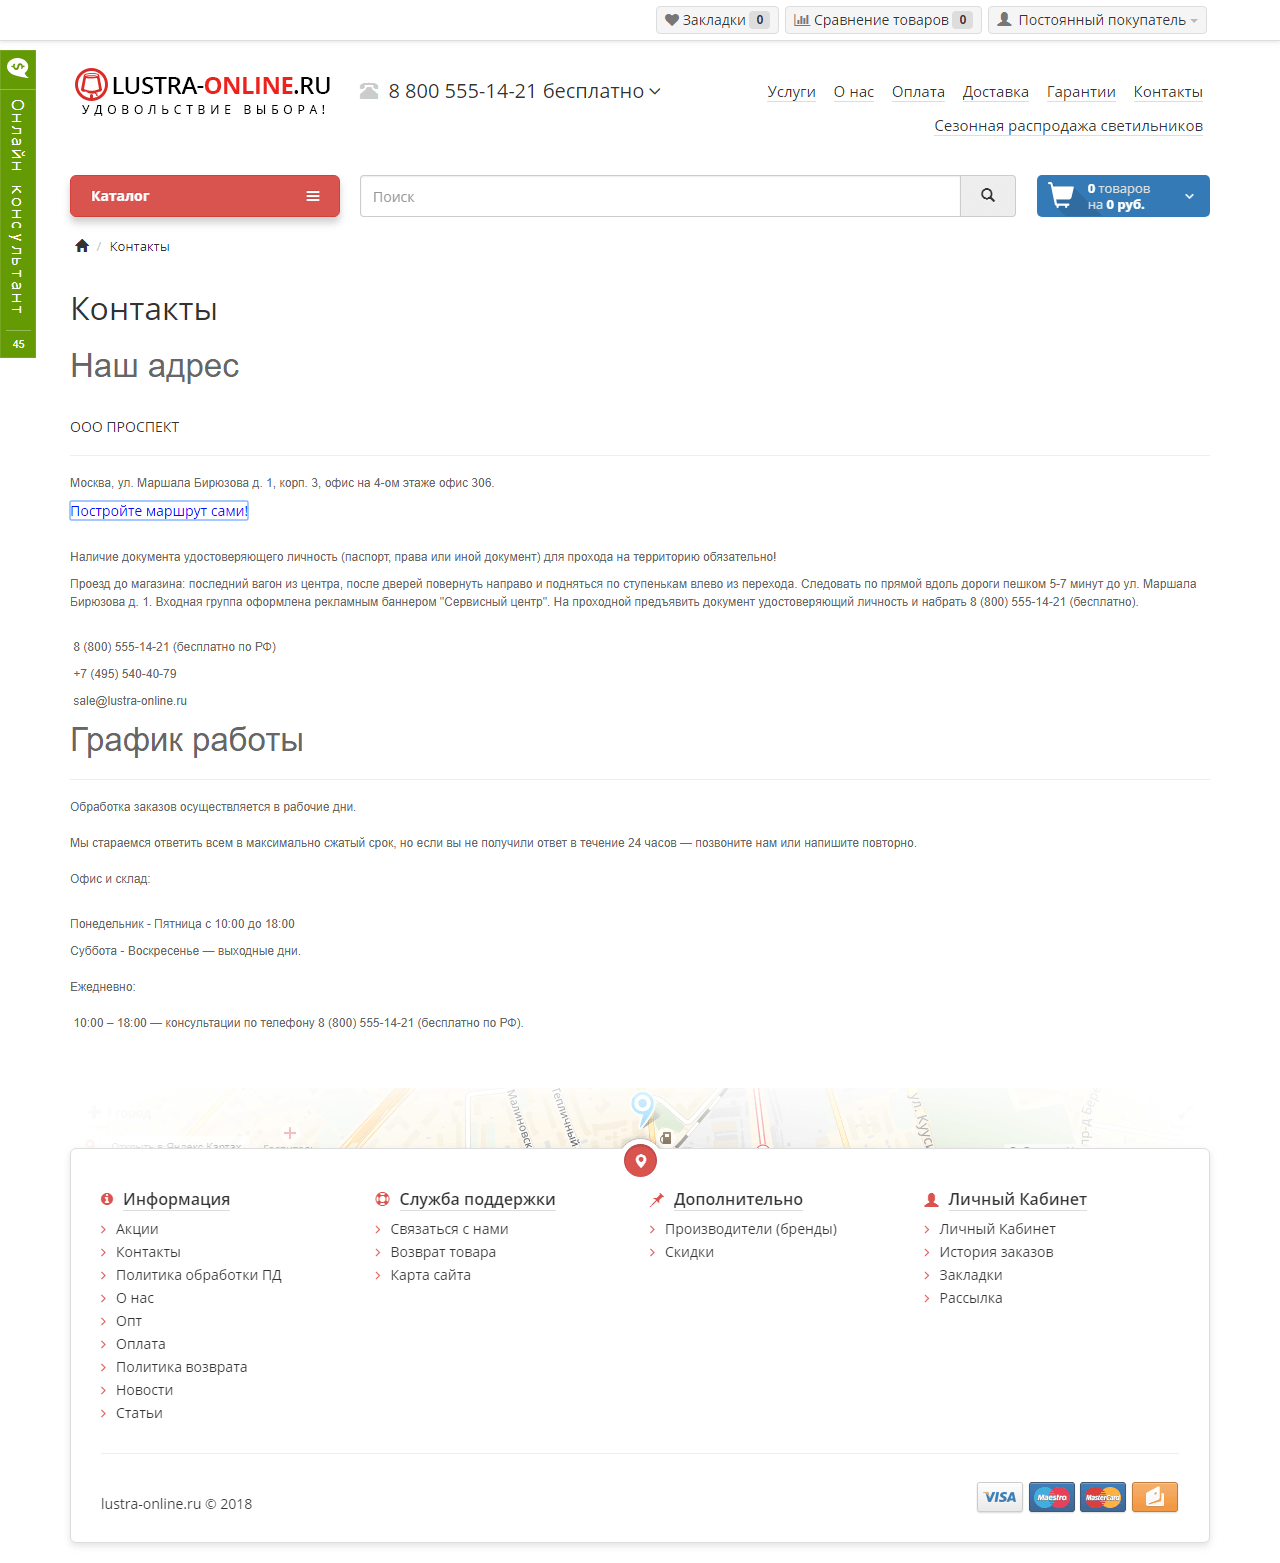 Закладки 0
Сравнение товаров 0
Постоянный покупатель
Онлайн консультант
45
LUSTRA-ONLINE.RU
УДОВОЛЬСТВИЕ ВЫБОРА!
8 800 555-14-21 бесплатно
Услуги О нас Оплата Доставка Гарантии Контакты
Сезонная распродажа светильников
Каталог
Поиск
0 товаров
на 0 руб.
/ Контакты
Контакты
Наш адрес
ООО ПРОСПЕКТ
Москва, ул. Маршала Бирюзова д. 1, корп. 3, офис на 4-ом этаже офис 306.
Постройте маршрут сами!
Наличие документа удостоверяющего личность (паспорт, права или иной документ) для прохода на территорию обязательно!
Проезд до магазина: последний вагон из центра, после дверей повернуть направо и подняться по ступенькам влево из перехода. Следовать по прямой вдоль дороги пешком 5-7 минут до ул. Маршала
Бирюзова д. 1. Входная группа оформлена рекламным баннером "Сервисный центр". На проходной предъявить документ удостоверяющий личность и набрать 8 (800) 555-14-21 (бесплатно).
8 (800) 555-14-21 (бесплатно по РФ)
+7 (495) 540-40-79
sale@lustra-online.ru
График работы
Обработка заказов осуществляется в рабочие дни.
Мы стараемся ответить всем в максимально сжатый срок, но если вы не получили ответ в течение 24 часов — позвоните нам или напишите повторно.
Офис и склад:
Понедельник - Пятница с 10:00 до 18:00
Суббота - Воскресенье — выходные дни.
Ежедневно:
10:00 – 18:00 — консультации по телефону 8 (800) 555-14-21 (бесплатно по РФ).
Город
Открыть в Яндекс.Картах
Малиновск
Тепличный
ул. Кууси
пр-д Бере
Информация
Акции
Контакты
Политика обработки ПД
О нас
Опт
Оплата
Политика возврата
Новости
Статьи
Служба поддержки
Связаться с нами
Возврат товара
Карта сайта
Дополнительно
Производители (бренды)
Скидки
Личный Кабинет
Личный Кабинет
История заказов
Закладки
Рассылка
lustra-online.ru © 2018
VISA
Maestro
MasterCard